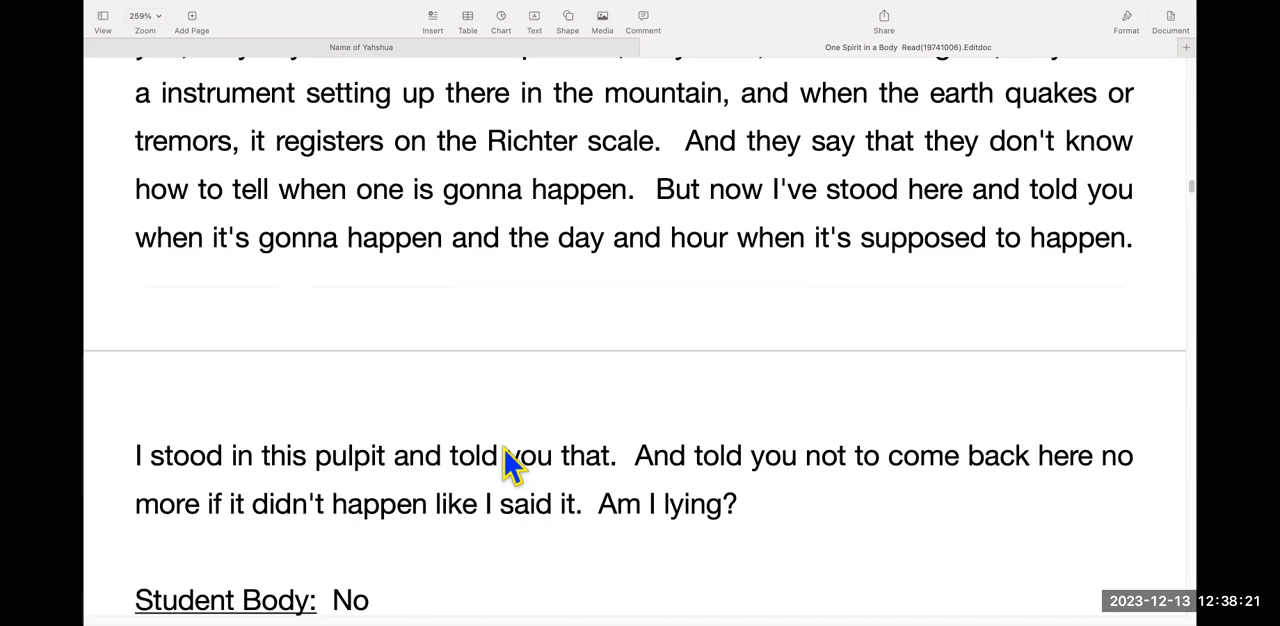 259%
View Zoom Add Page Insert Table Chart Text Shape Media Comment Share Format Document
Name of Yahshua One Spirit in a Body Read(19741006).Editdoc
a instrument setting up there in the mountain, and when the earth quakes or
tremors, it registers on the Richter scale. And they say that they don't know
how to tell when one is gonna happen. But now I've stood here and told you
when it's gonna happen and the day and hour when it's supposed to happen.
I stood in this pulpit and told you that. And told you not to come back here no
more if it didn't happen like I said it. Am I lying?
Student Body: No
2023-12-13 12:38:21